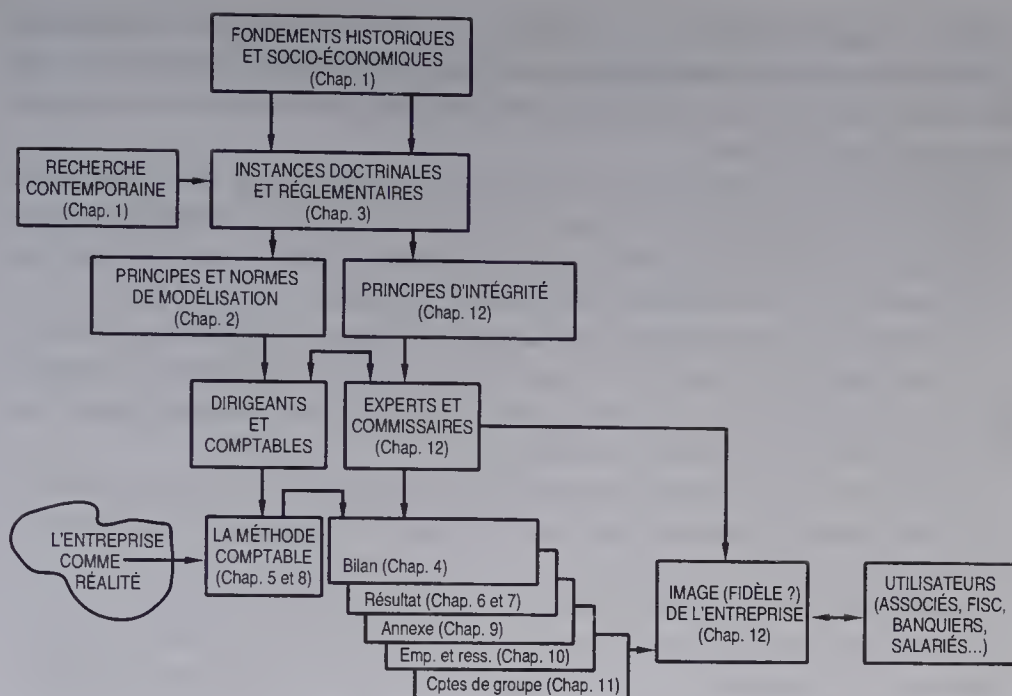 FONDEMENTS HISTORIQUES
ET SOCIO-ÉCONOMIQUES
(Chap. 1)
RECHERCHE
CONTEMPORAINE
(Chap. 1)
INSTANCES DOCTRINALES
ET RÉGLEMENTAIRES
(Chap. 3)
PRINCIPES ET NORMES
DE MODÉLISATION
(Chap. 2)
PRINCIPES D'INTÉGRITÉ
(Chap. 12)
DIRIGEANTS
ET
COMPTABLES
EXPERTS ET
COMMISSAIRES
(Chap. 12)
L'ENTREPRISE
COMME
RÉALITÉ
LA MÉTHODE
COMPTABLE
(Chap. 5 et 8)
Bilan (Chap. 4)
Résultat (Chap. 6 et 7)
Annexe (Chap. 9)
Emp. et ress. (Chap. 10)
Cptes de groupe (Chap. 11)
IMAGE (FIDÈLE ?)
DE L'ENTREPRISE
(Chap. 12)
UTILISATEURS
(ASSOCIÉS, FISC,
BANQUIERS,
SALARIÉS...)